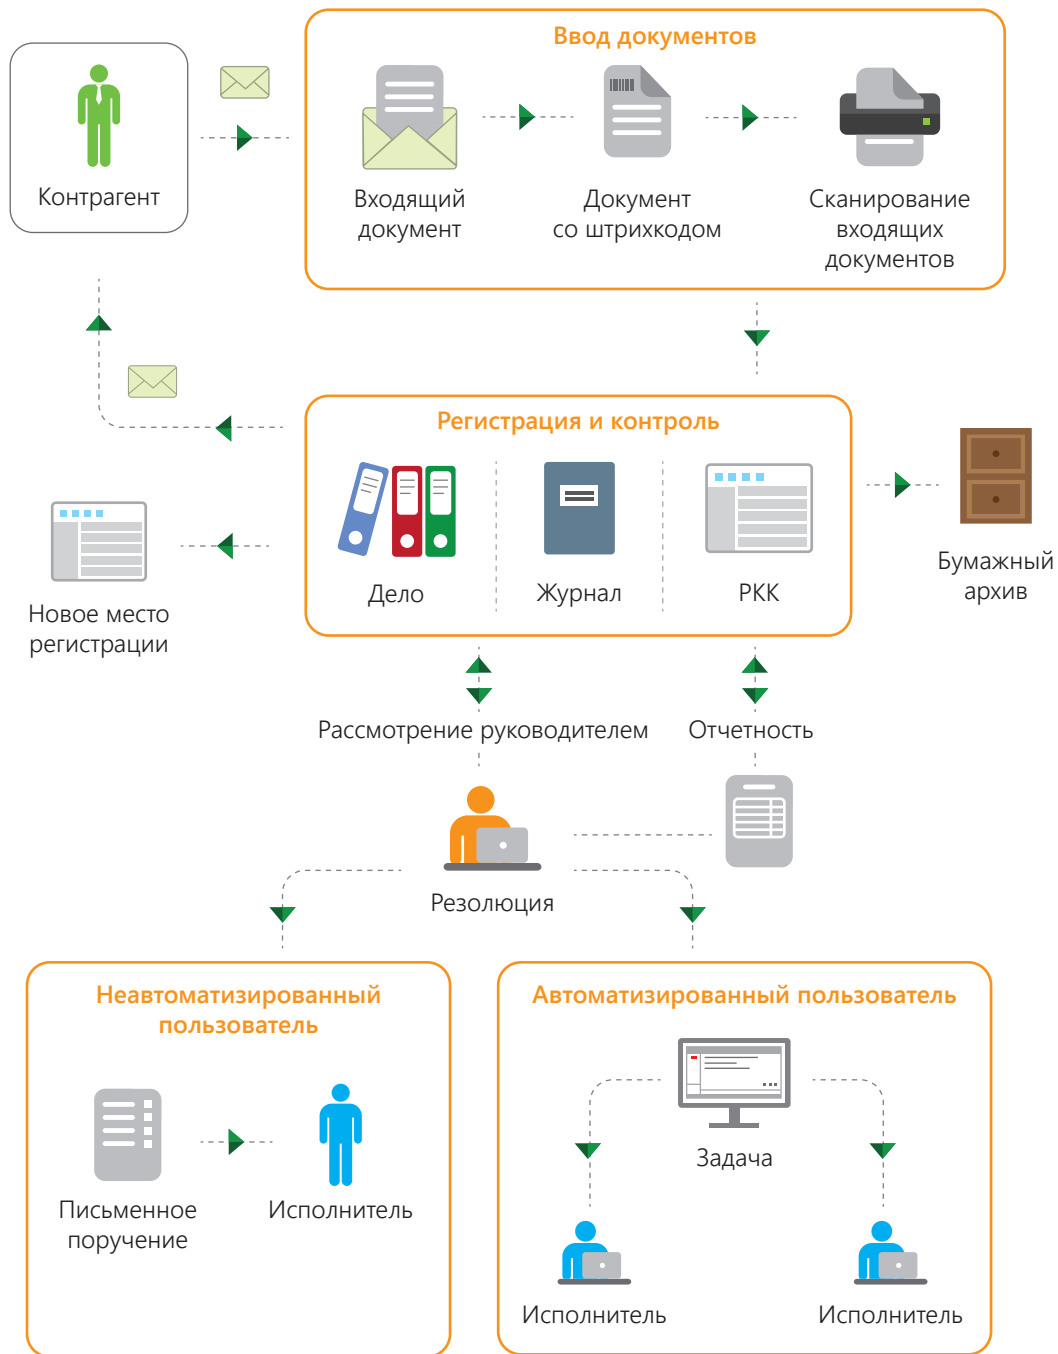 Ввод документов
Контрагент
Входящий
документ
Документ
со штрихкодом
Сканирование
входящих
документов
Регистрация и контроль
Дело
Журнал
РКК
Бумажный
архив
Новое место
регистрации
Рассмотрение руководителем
Отчетность
Резолюция
Неавтоматизированный
пользователь
Письменное
поручение
Исполнитель
Автоматизированный пользователь
Задача
Исполнитель
Исполнитель